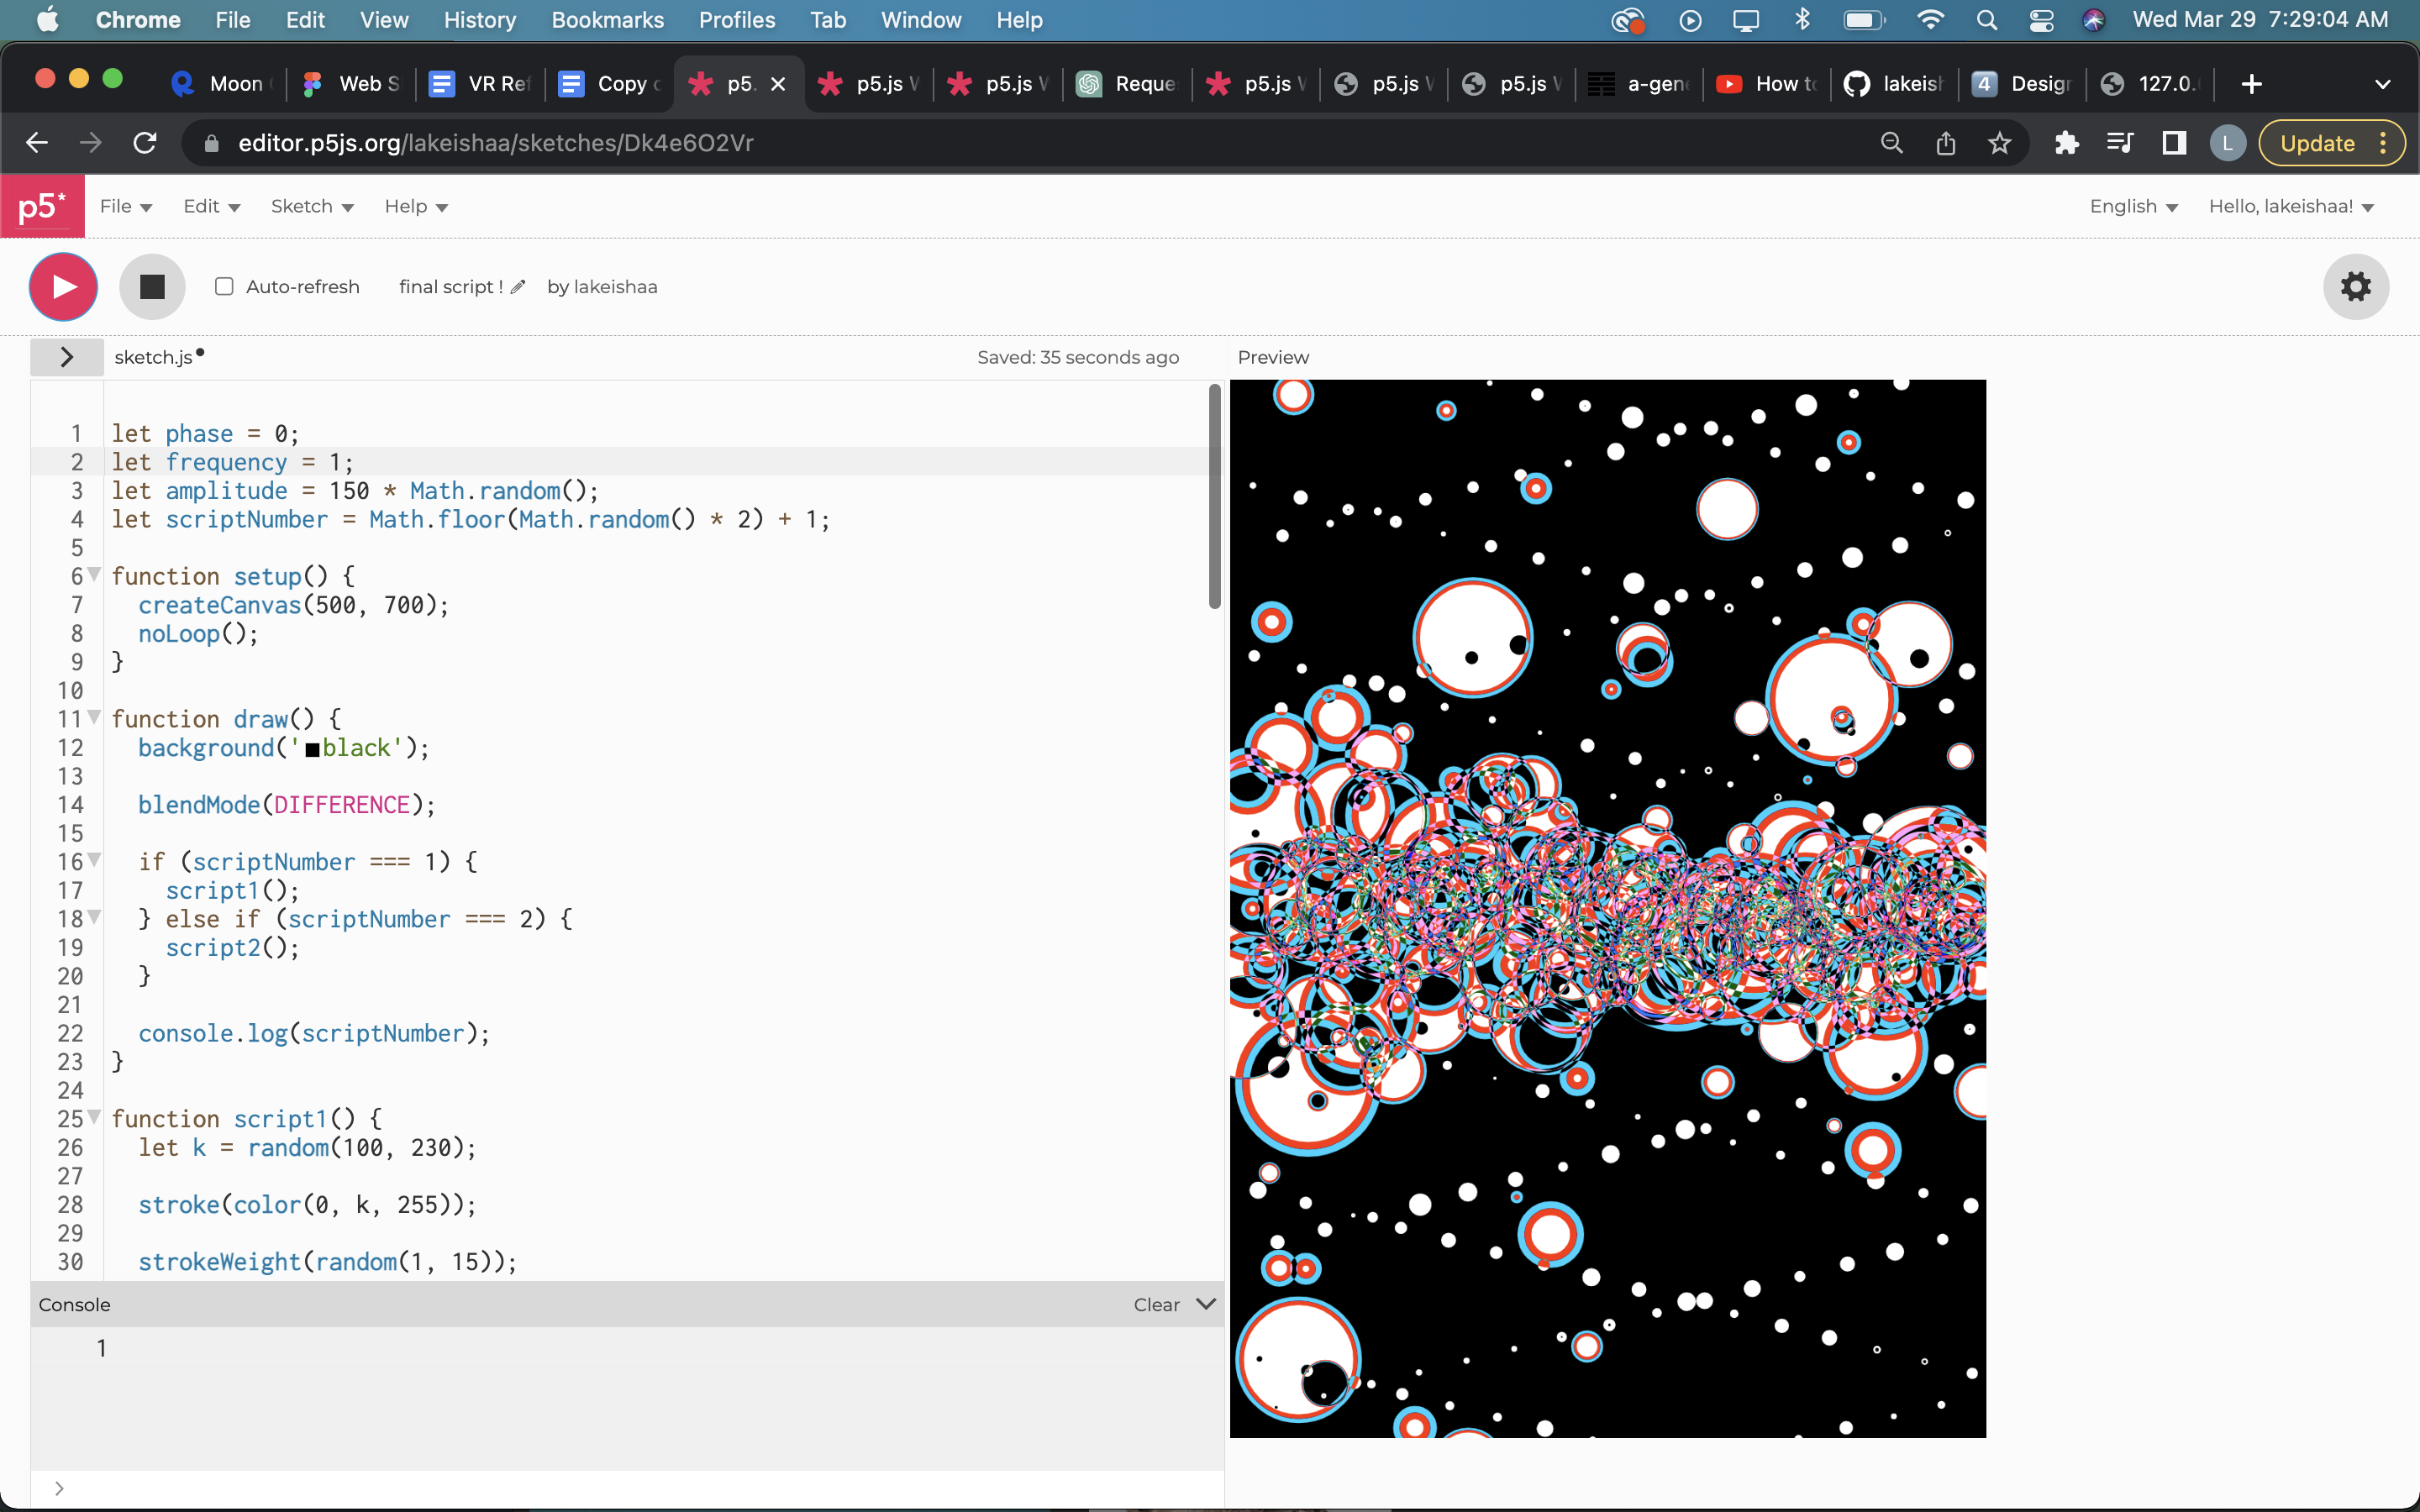 Chrome File Edit View History Bookmarks Profiles Tab Window Help Wed Mar 29 7:29:04 AM
Moon Web S VR Ref Copy p5. p5.js p5.js Reque p5.js p5.js p5.js a-gene How to lakeish 4 Design 127.0.
editor.p5js.org/lakeishaa/sketches/Dk4e6O2Vr L Update
p5* File Edit Sketch Help English Hello, lakeishaa!
Auto-refresh final script ! by lakeishaa
sketch.js Saved: 35 seconds ago Preview
1 let phase = 0;
2 let frequency = 1;
3 let amplitude = 150 * Math.random();
4 let scriptNumber = Math.floor(Math.random() * 2) + 1;
5
6 function setup() {
7 createCanvas(500, 700);
8 noLoop();
9 }
10
11 function draw() {
12 background('black');
13
14 blendMode(DIFFERENCE);
15
16 if (scriptNumber === 1) {
17 script1();
18 } else if (scriptNumber === 2) {
19 script2();
20 }
21
22 console.log(scriptNumber);
23 }
24
25 function script1() {
26 let k = random(100, 230);
27
28 stroke(color(0, k, 255));
29
30 strokeWeight(random(1, 15));
Console Clear
1